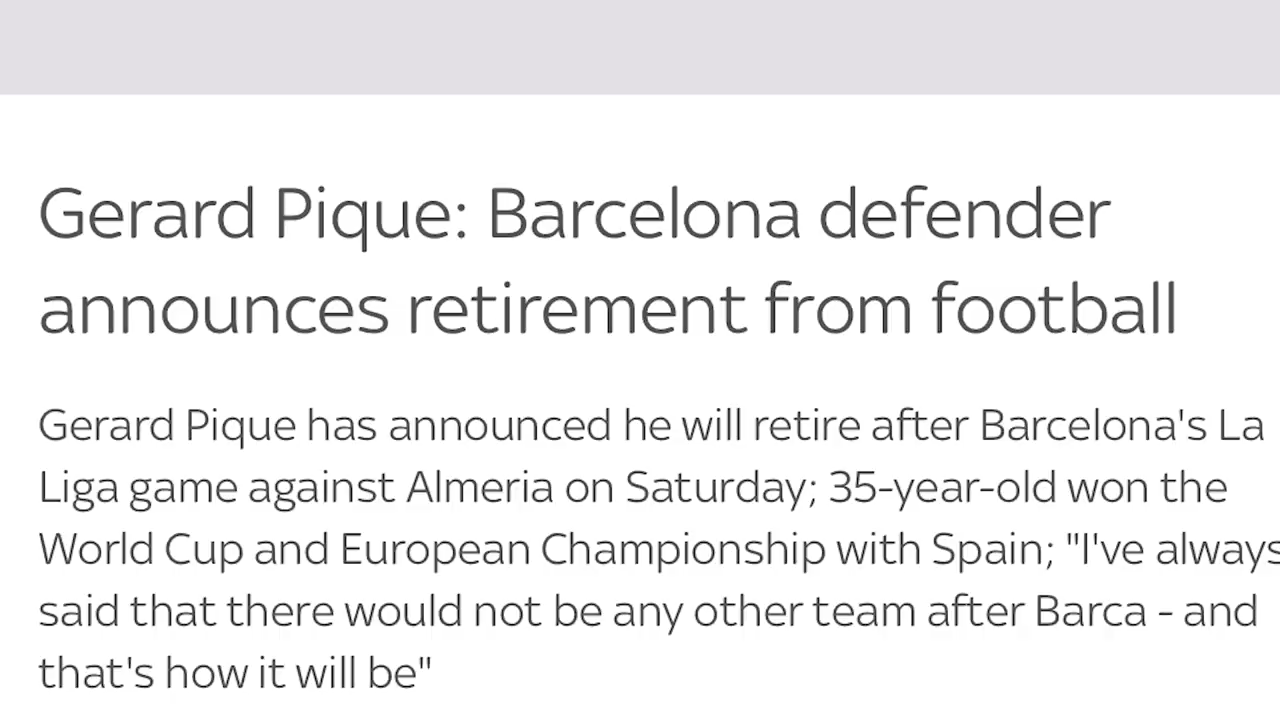 Gerard Pique: Barcelona defender
announces retirement from football
Gerard Pique has announced he will retire after Barcelona's La
Liga game against Almeria on Saturday; 35-year-old won the
World Cup and European Championship with Spain; "I've always
said that there would not be any other team after Barca - and
that's how it will be"